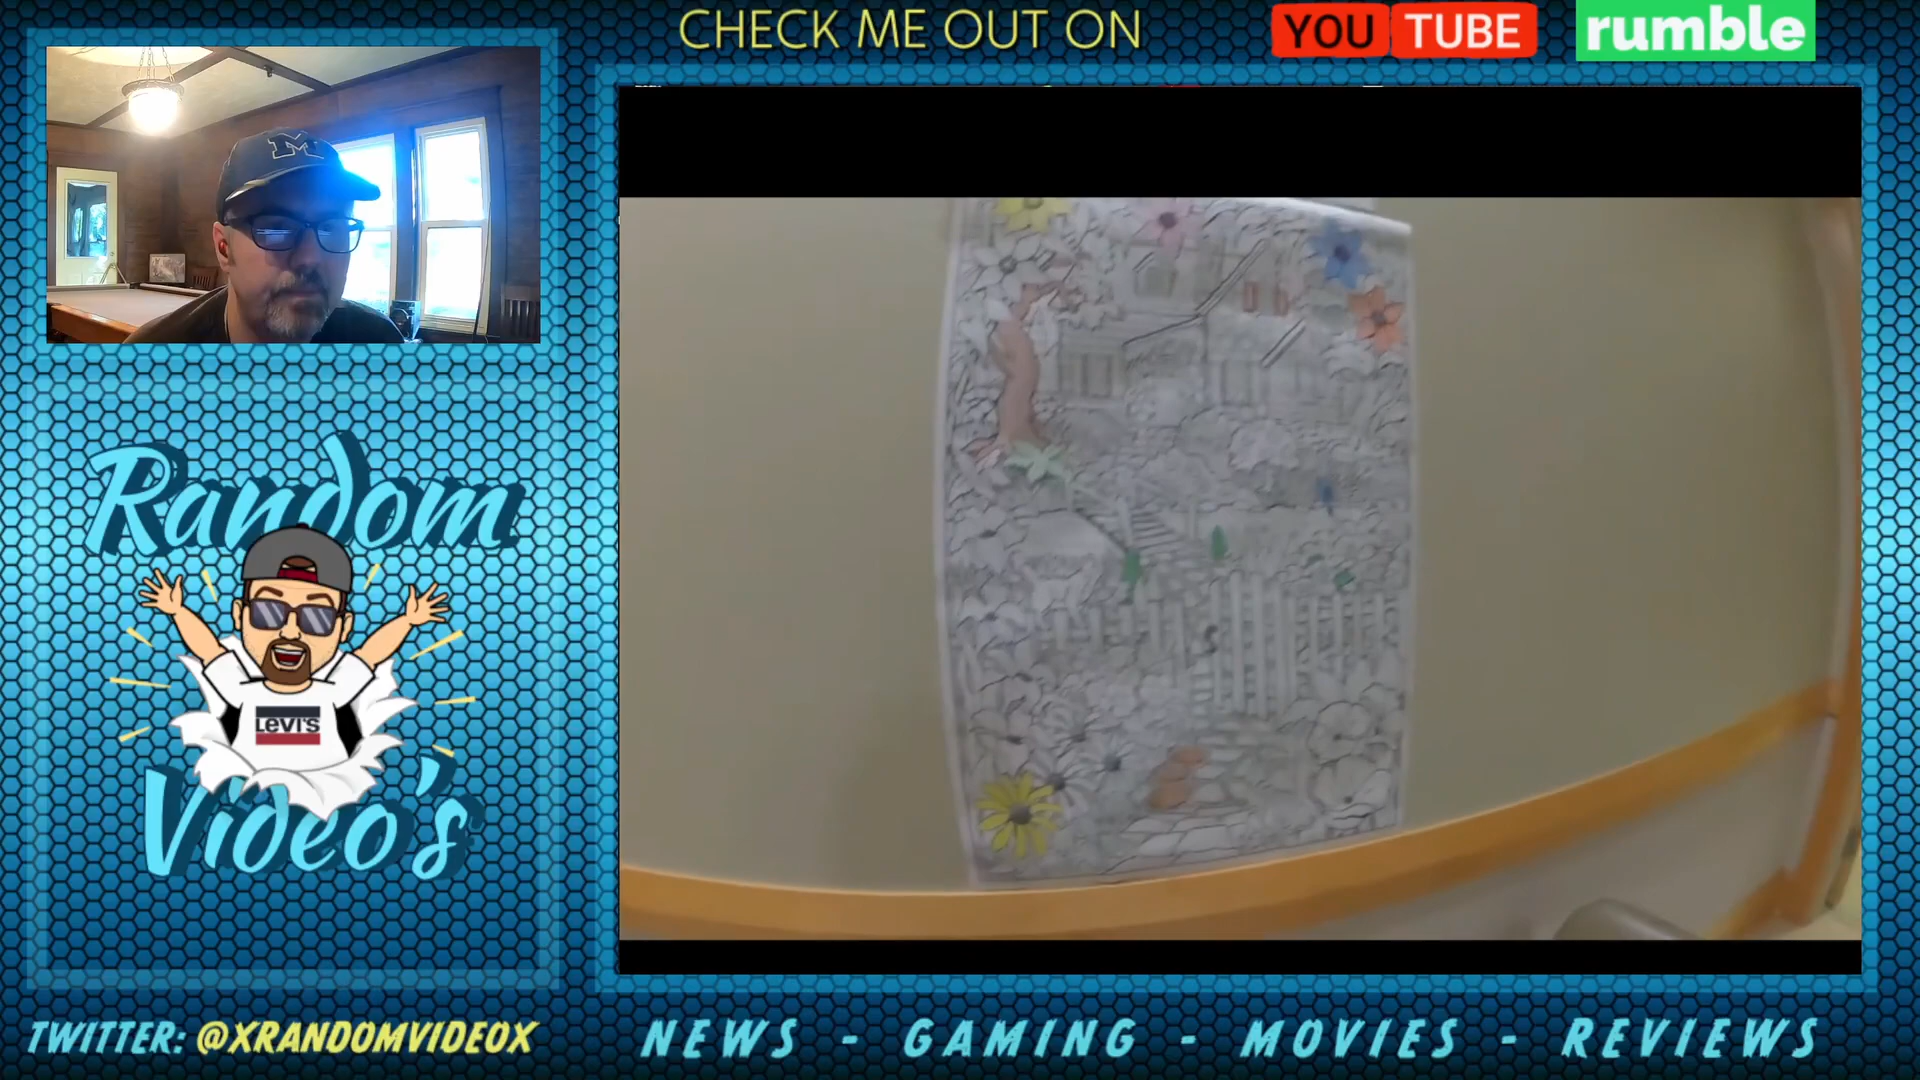 CHECK ME OUT ON
YOU TUBE
rumble
M
Random
LEVI'S
Video's
TWITTER: @XRANDOMVIDEOX
NEWS - GAMING - MOVIES - REVIEWS